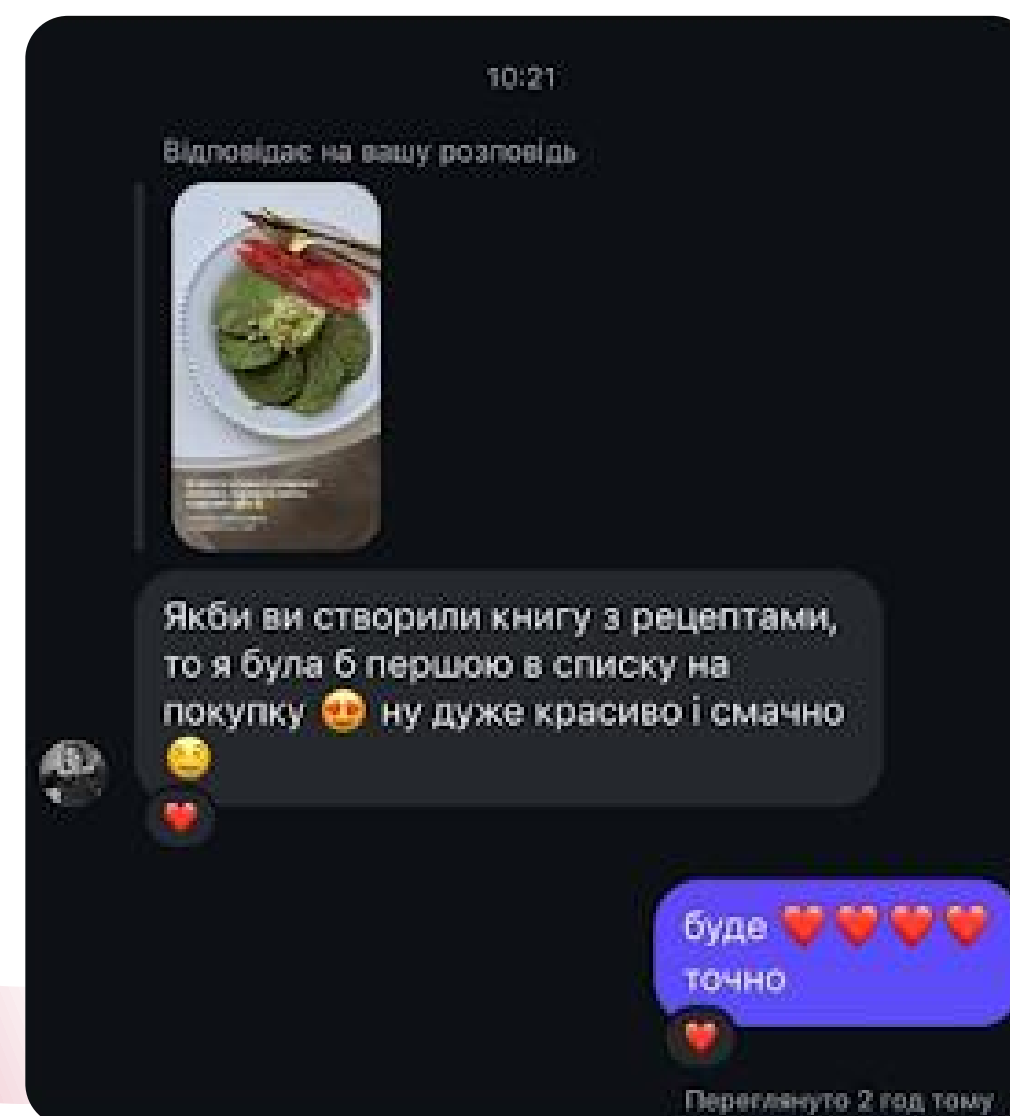 10:21
Відповідає на вашу розповідь
Якби ви створили книгу з рецептами,
то я була б першою в списку на
покупку 😍 ну дуже красиво і смачно
🤤
❤️
буде ❤️❤️❤️❤️
точно
❤️
Переглянуто 2 год тому